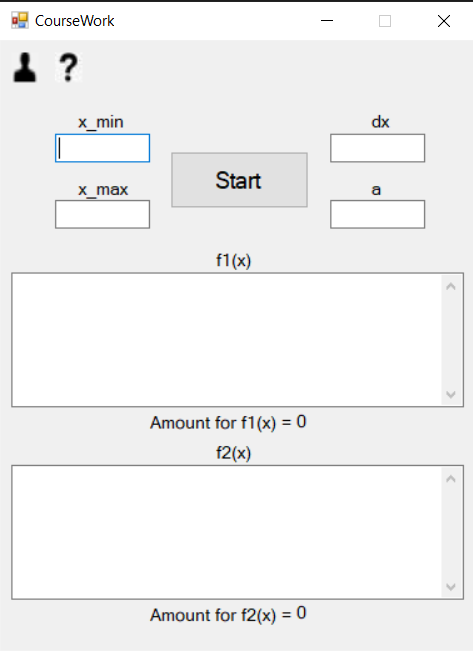 CourseWork
?
x_min
dx
Start
x_max
a
f1(x)
Amount for f1(x) = 0
f2(x)
Amount for f2(x) = 0